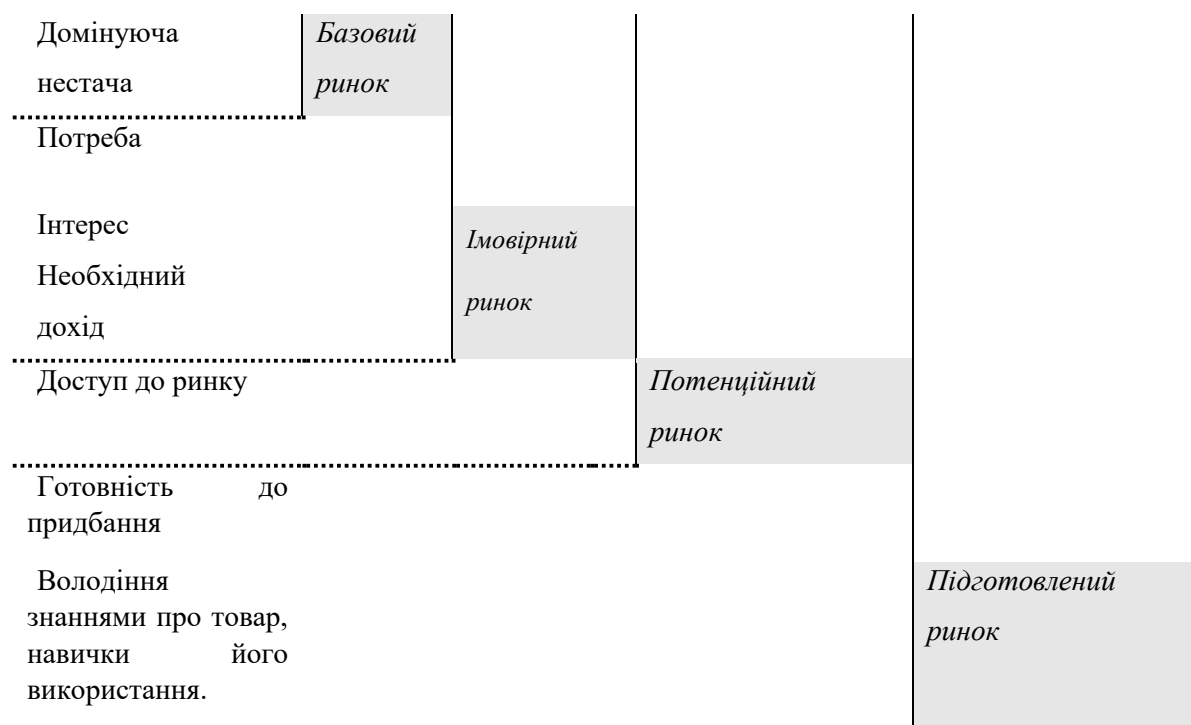 Домінуюча
нестача
Базовий
ринок
Потреба
Інтерес
Необхідний
дохід
Імовірний
ринок
Доступ до ринку
Потенційний
ринок
Готовність до
придбання
Володіння
знаннями про товар,
навички його
використання.
Підготовлений
ринок